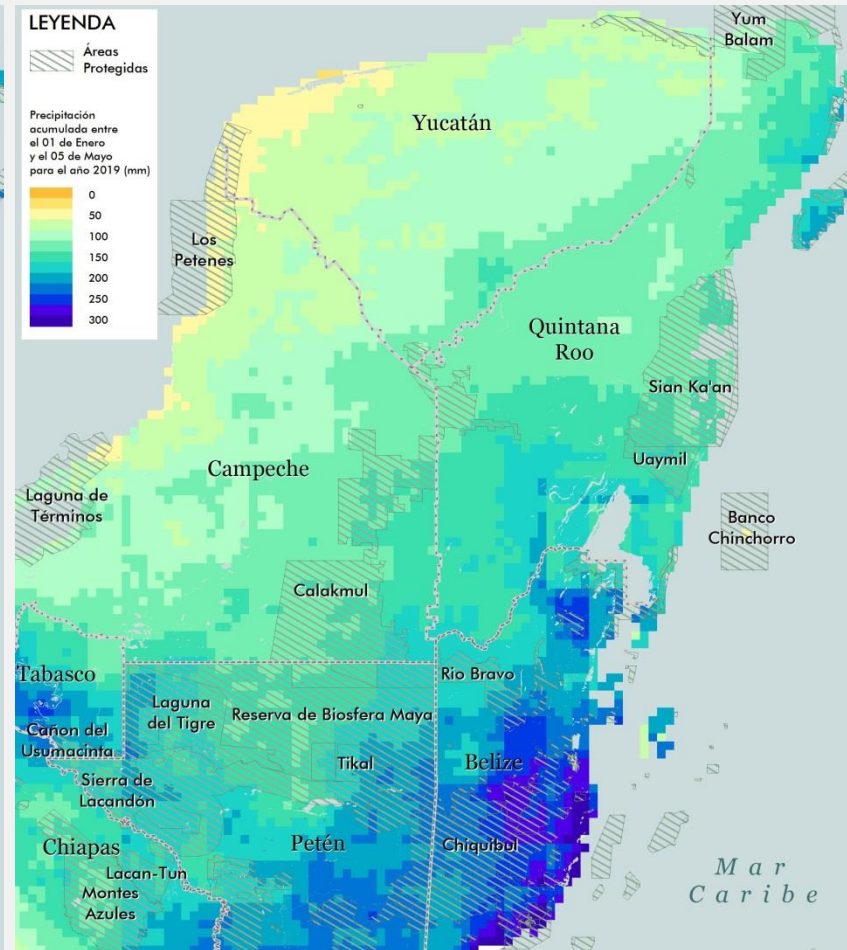 LEYENDA
Áreas
Protegidas
Precipitación
acumulada entre
el 01 de Enero
y el 05 de Mayo
para el año 2019 (mm)
0
50
100
150
200
250
300
Yum
Balam
Yucatán
Los
Petenes
Quintana
Roo
Sian Ka'an
Uaymil
Campeche
Laguna de
Términos
Banco
Chinchorro
Calakmul
Tabasco
Rio Bravo
Laguna
del Tigre
Reserva de Biosfera Maya
Cañon del
Usumacinta
Tikal
Belize
Sierra de
Lacandón
Petén
Chiquibul
Chiapas
Lacan-Tun
Montes
Azules
Mar
Caribe